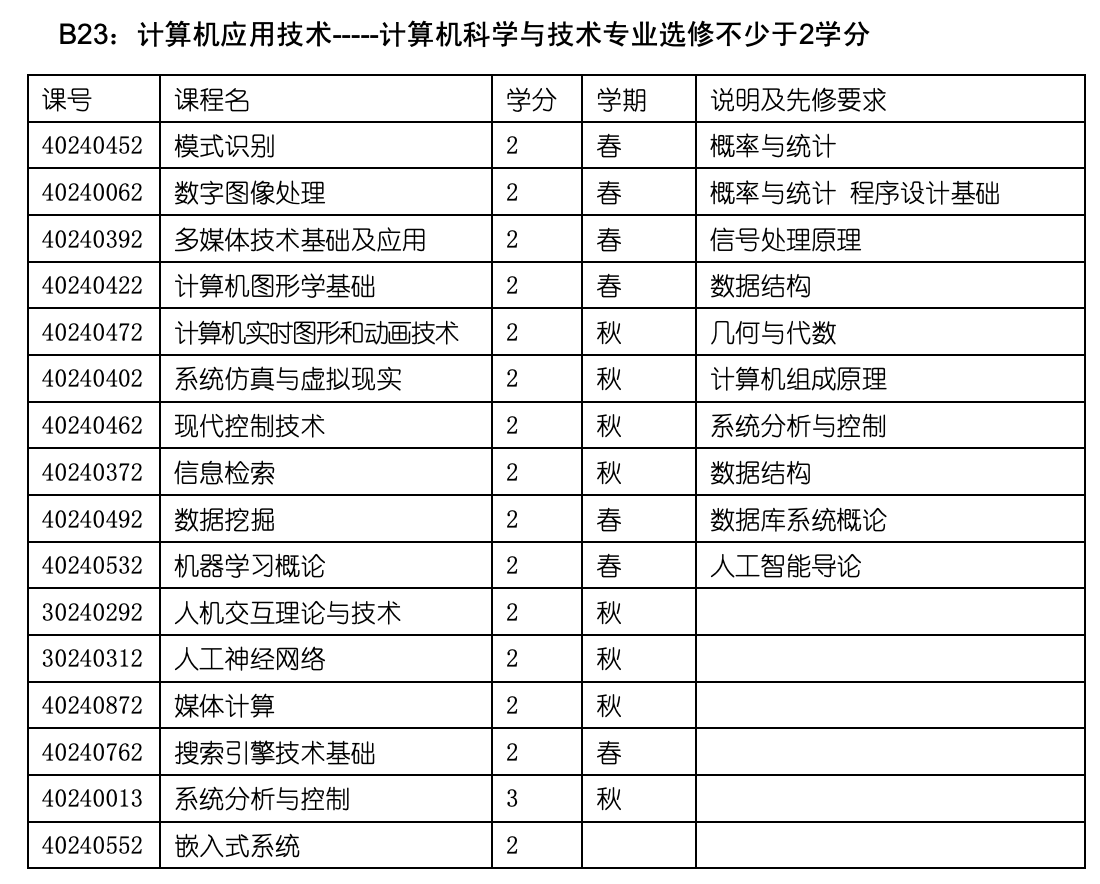 B23：计算机应用技术-----计算机科学与技术专业选修不少于2学分
课号 课程名 学分 学期 说明及先修要求
40240452 模式识别 2 春 概率与统计
40240062 数字图像处理 2 春 概率与统计 程序设计基础
40240392 多媒体技术基础及应用 2 春 信号处理原理
40240422 计算机图形学基础 2 春 数据结构
40240472 计算机实时图形和动画技术 2 秋 几何与代数
40240402 系统仿真与虚拟现实 2 秋 计算机组成原理
40240462 现代控制技术 2 秋 系统分析与控制
40240372 信息检索 2 秋 数据结构
40240492 数据挖掘 2 春 数据库系统概论
40240532 机器学习概论 2 春 人工智能导论
30240292 人机交互理论与技术 2 秋
30240312 人工神经网络 2 秋
40240872 媒体计算 2 秋
40240762 搜索引擎技术基础 2 春
40240013 系统分析与控制 3 秋
40240552 嵌入式系统 2